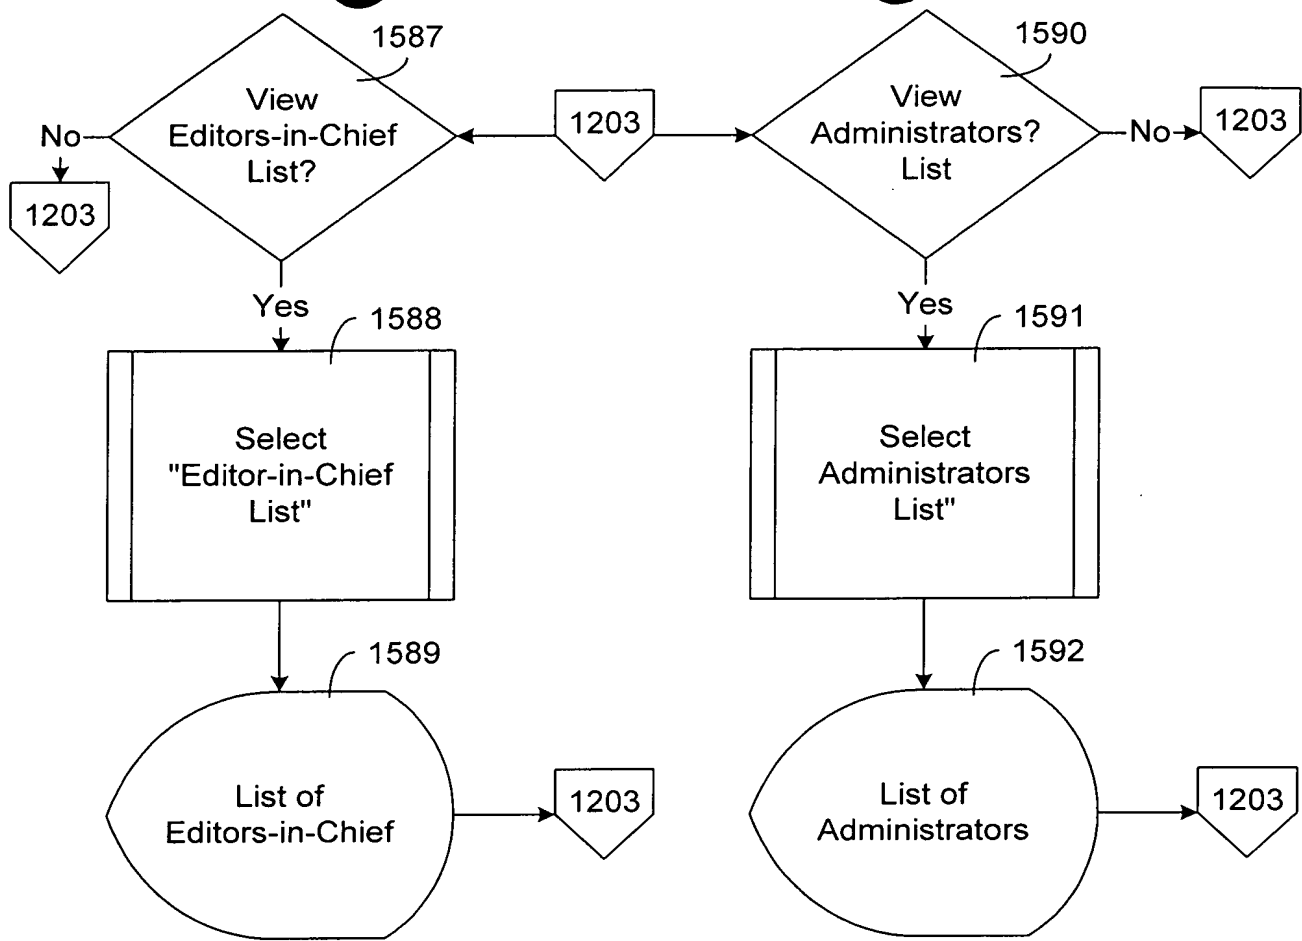 1587
View
Editors-in-Chief
List?
No
1203
Yes
1203
1590
View
Administrators?
List
No
1203
Yes
1588
Select
"Editor-in-Chief
List"
1591
Select
Administrators
List"
1589
List of
Editors-in-Chief
1203
1592
List of
Administrators
1203